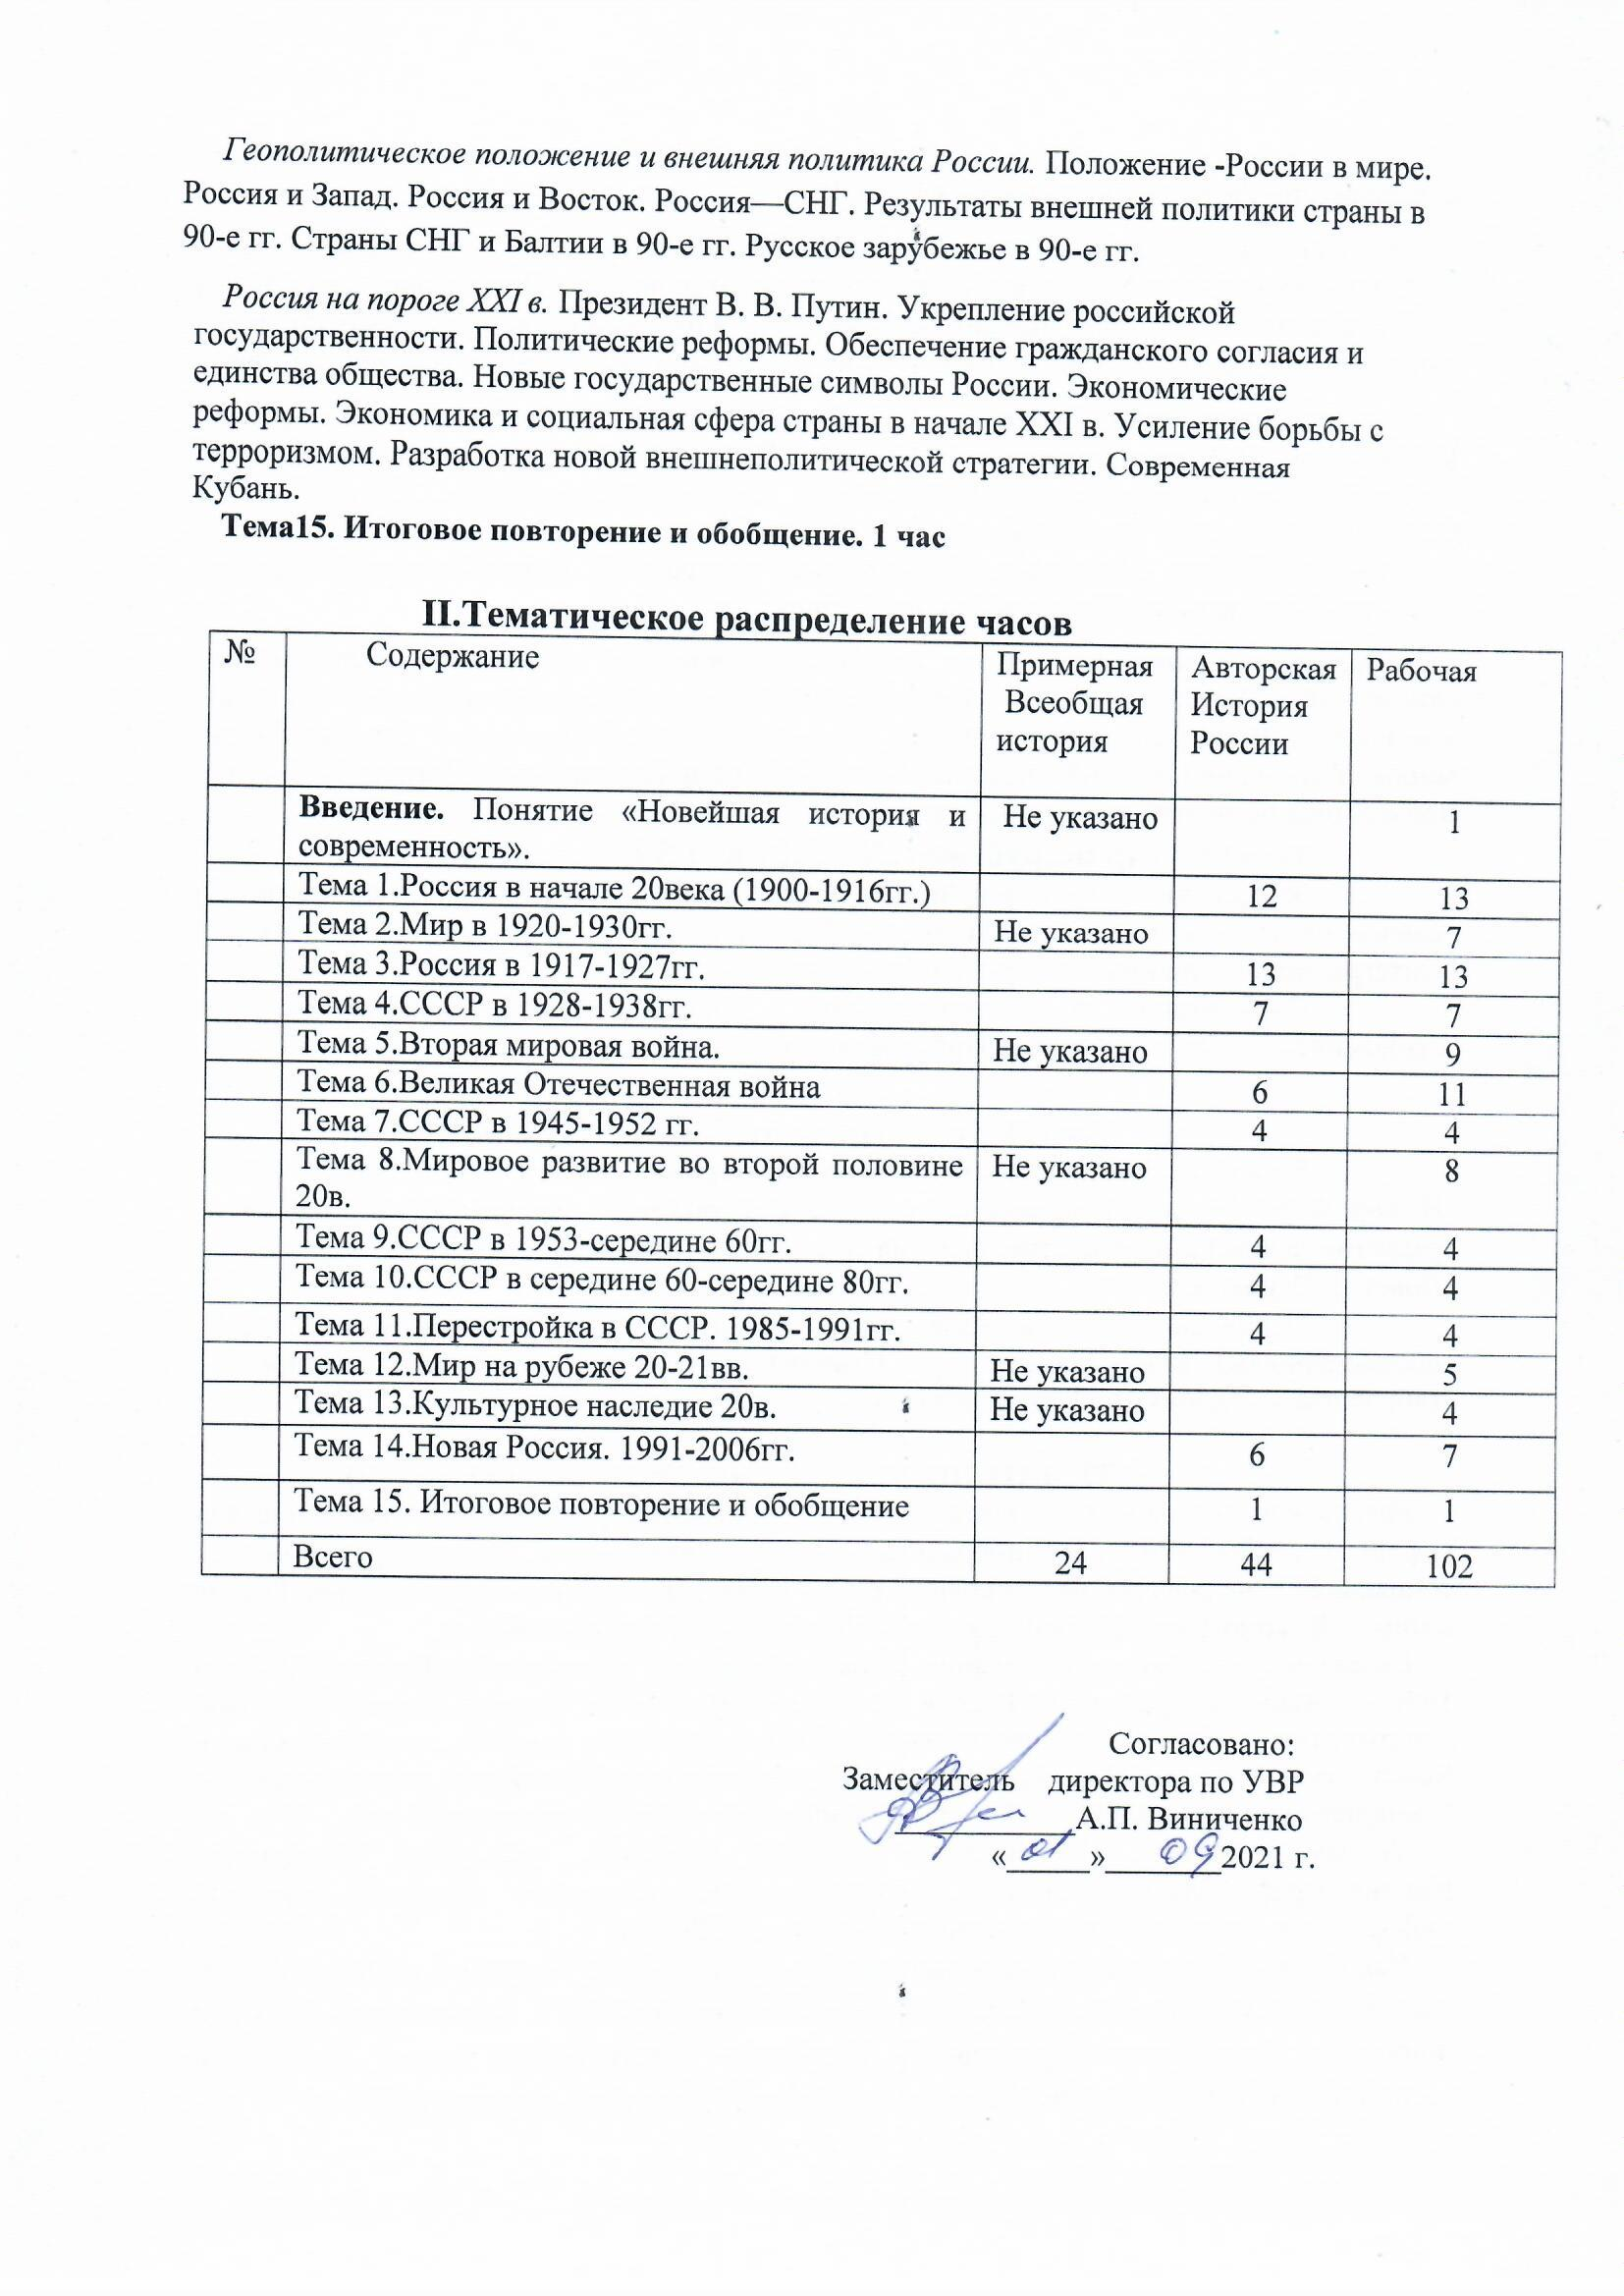 Геополитическое положение и внешняя политика России. Положение -России в мире.
Россия и Запад. Россия и Восток. Россия—СНГ. Результаты внешней политики страны в
90-е гг. Страны СНГ и Балтии в 90-е гг. Русское зарубежье в 90-е гг.
Россия на пороге XXI в. Президент В. В. Путин. Укрепление российской
государственности. Политические реформы. Обеспечение гражданского согласия и
единства общества. Новые государственные символы России. Экономические
реформы. Экономика и социальная сфера страны в начале XXI в. Усиление борьбы с
терроризмом. Разработка новой внешнеполитической стратегии. Современная
Кубань.
Тема15. Итоговое повторение и обобщение. 1 час
II.Тематическое распределение часов
№ Содержание Примерная Всеобщая история Авторская История России Рабочая
Введение. Понятие «Новейшая история и
современность». Не указано 1
Тема 1.Россия в начале 20века (1900-1916гг.) 12 13
Тема 2.Мир в 1920-1930гг. Не указано 7
Тема 3.Россия в 1917-1927гг. 13 13
Тема 4.СССР в 1928-1938гг. 7 7
Тема 5.Вторая мировая война. Не указано 9
Тема 6.Великая Отечественная война 6 11
Тема 7.СССР в 1945-1952 гг. 4 4
Тема 8.Мировое развитие во второй половине
20в. Не указано 8
Тема 9.СССР в 1953-середине 60гг. 4 4
Тема 10.СССР в середине 60-середине 80гг. 4 4
Тема 11.Перестройка в СССР. 1985-1991гг. 4 4
Тема 12.Мир на рубеже 20-21вв. Не указано 5
Тема 13.Культурное наследие 20в. Не указано 4
Тема 14.Новая Россия. 1991-2006гг. 6 7
Тема 15. Итоговое повторение и обобщение 1 1
Всего 24 44 102
Согласовано:
Заместитель директора по УВР
___________А.П. Виниченко
«01» 09 2021 г.